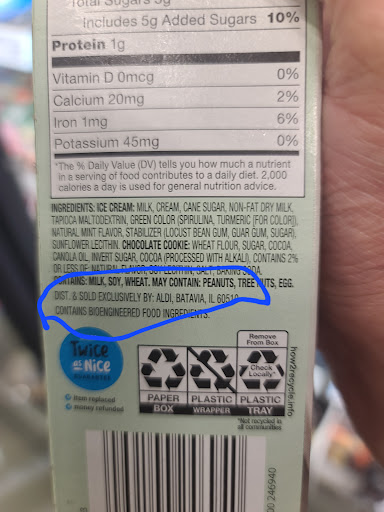 Total Sugars 9g
Includes 5g Added Sugars 10%
Protein 1g
Vitamin D 0mcg 0%
Calcium 20mg 2%
Iron 1mg 6%
Potassium 45mg 0%
*The % Daily Value (DV) tells you how much a nutrient
in a serving of food contributes to a daily diet. 2,000
calories a day is used for general nutrition advice.
INGREDIENTS: ICE CREAM: MILK, CREAM, CANE SUGAR, NON-FAT DRY MILK,
TAPIOCA MALTODEXTRIN, GREEN COLOR (SPIRULINA, TURMERIC [FOR COLOR]),
NATURAL MINT FLAVOR, STABILIZER (LOCUST BEAN GUM, GUAR GUM, SUGAR),
SUNFLOWER LECITHIN. CHOCOLATE COOKIE: WHEAT FLOUR, SUGAR, COCOA,
CANOLA OIL, INVERT SUGAR, COCOA (PROCESSED WITH ALKALI), CONTAINS 2%
OR LESS OF: NATURAL FLAVOR, SOY LECITHIN, SALT, BAKING SODA.
CONTAINS: MILK, SOY, WHEAT. MAY CONTAIN: PEANUTS, TREE NUTS, EGG.
DIST. & SOLD EXCLUSIVELY BY: ALDI, BATAVIA, IL 60510
CONTAINS BIOENGINEERED FOOD INGREDIENTS.
Twice
as Nice
GUARANTEE
item replaced
money refunded
Remove
From Box
Check
Locally*
PAPER PLASTIC PLASTIC
BOX WRAPPER TRAY
*Not recycled in
all communities
how2recycle.info
00 246940